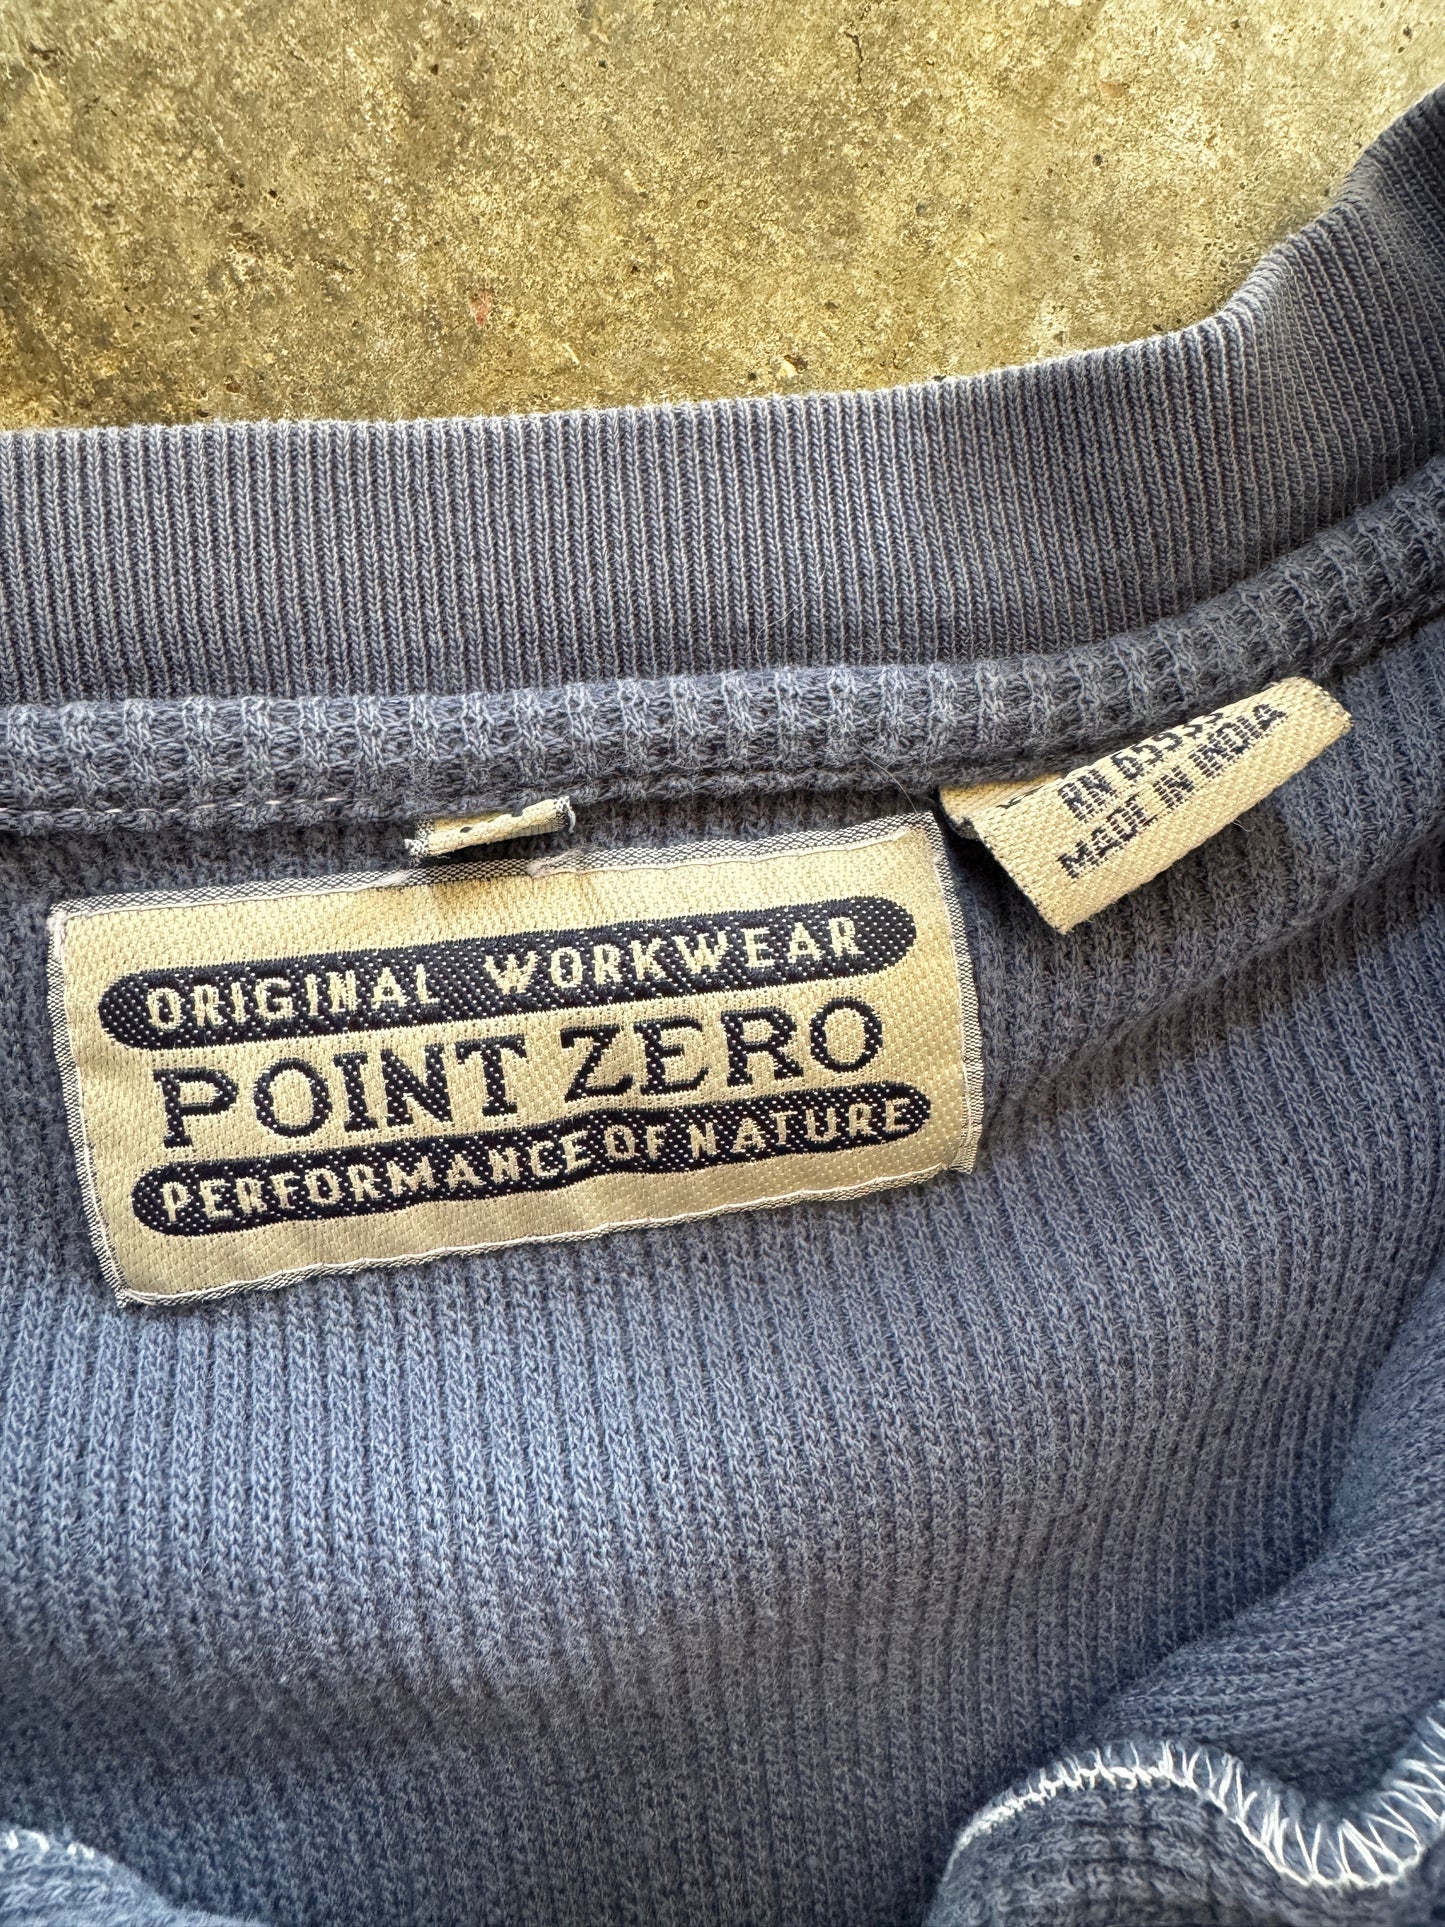 ORIGINAL WORKWEAR
POINT ZERO
PERFORMANCE OF NATURE
RN
MADE IN INDIA